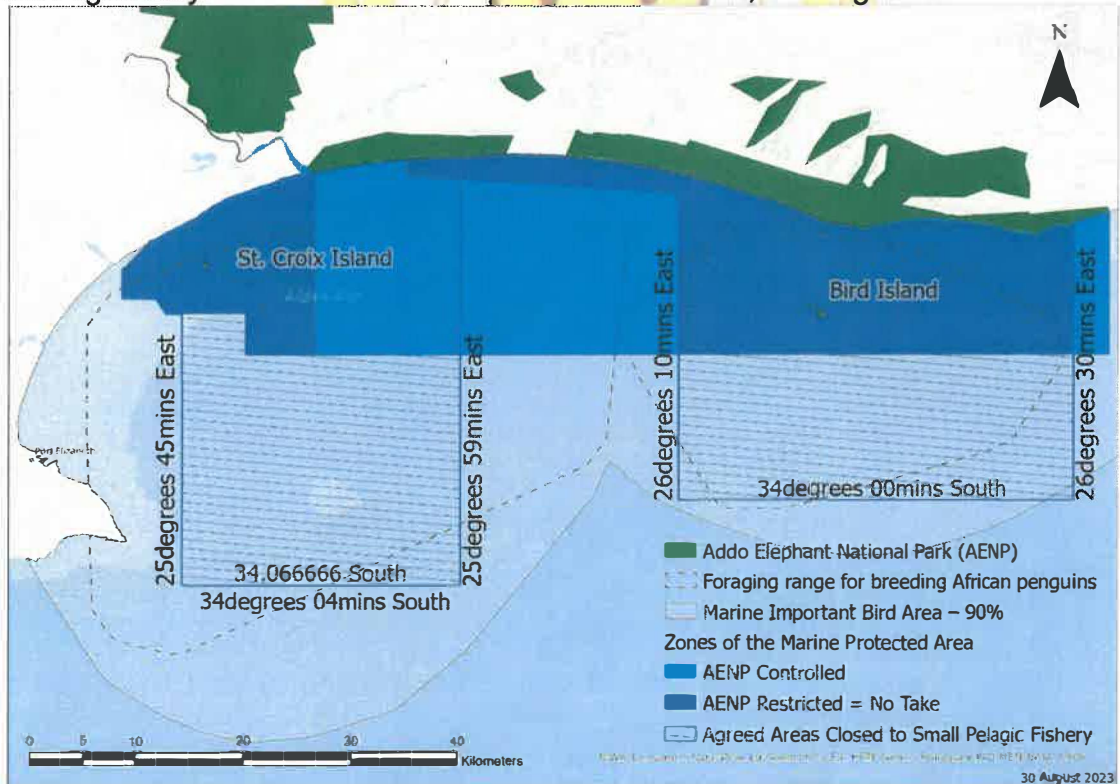 N
St. Croix Island
Bird Island
25degrees 45mins East
25degrees 59mins East
26degrees 10mins East
26degrees 30mins East
34degrees 00mins South
34.066666 South
34degrees 04mins South
Port Elizabeth
Addo Elephant National Park (AENP)
Foraging range for breeding African penguins
Marine Important Bird Area – 90%
Zones of the Marine Protected Area
AENP Controlled
AENP Restricted = No Take
Agreed Areas Closed to Small Pelagic Fishery
0 5 10 20 30 40
Kilometers
30 August 2023